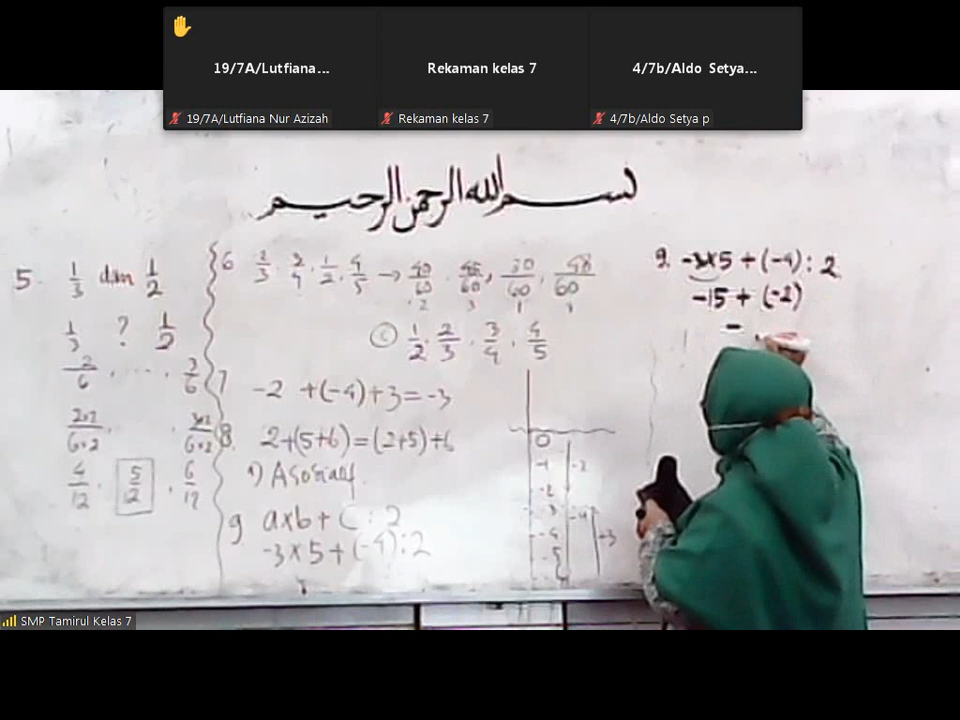 19/7A/Lutfiana...
Rekaman kelas 7
4/7b/Aldo Setya...
19/7A/Lutfiana Nur Azizah
Rekaman kelas 7
4/7b/Aldo Setya p
بسم الله الرحمن الرحيم
5. 1/3 dan 1/2
1/3 ? 1/2
2/6, ..., 3/6
2×2/6×2, 3×2/6×2
4/12, 5/12, 6/12
6 2/3, 3/4, 1/2, 4/5 → 40/60, 45/60, 30/60, 48/60
2 3 1
C 1/2, 2/3, 3/4, 4/5
7 -2 +(-4)+3=-3
8. 2+(5+6)=(2+5)+6
Asosiatif.
9 a×b+c:2
-3×5+(-4):2
0
-1 -2
-2
-3 -4
-4 +3
-5
9. -3×5+(-4):2
-15+(-2)
-
SMP Tamirul Kelas 7